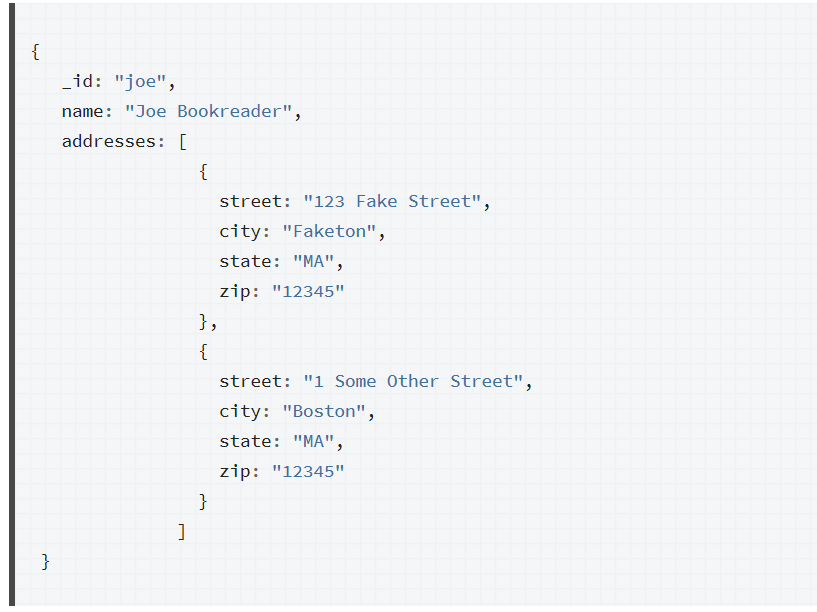 {
   _id: "joe",
   name: "Joe Bookreader",
   addresses: [
                {
                  street: "123 Fake Street",
                  city: "Faketon",
                  state: "MA",
                  zip: "12345"
                },
                {
                  street: "1 Some Other Street",
                  city: "Boston",
                  state: "MA",
                  zip: "12345"
                }
              ]
 }